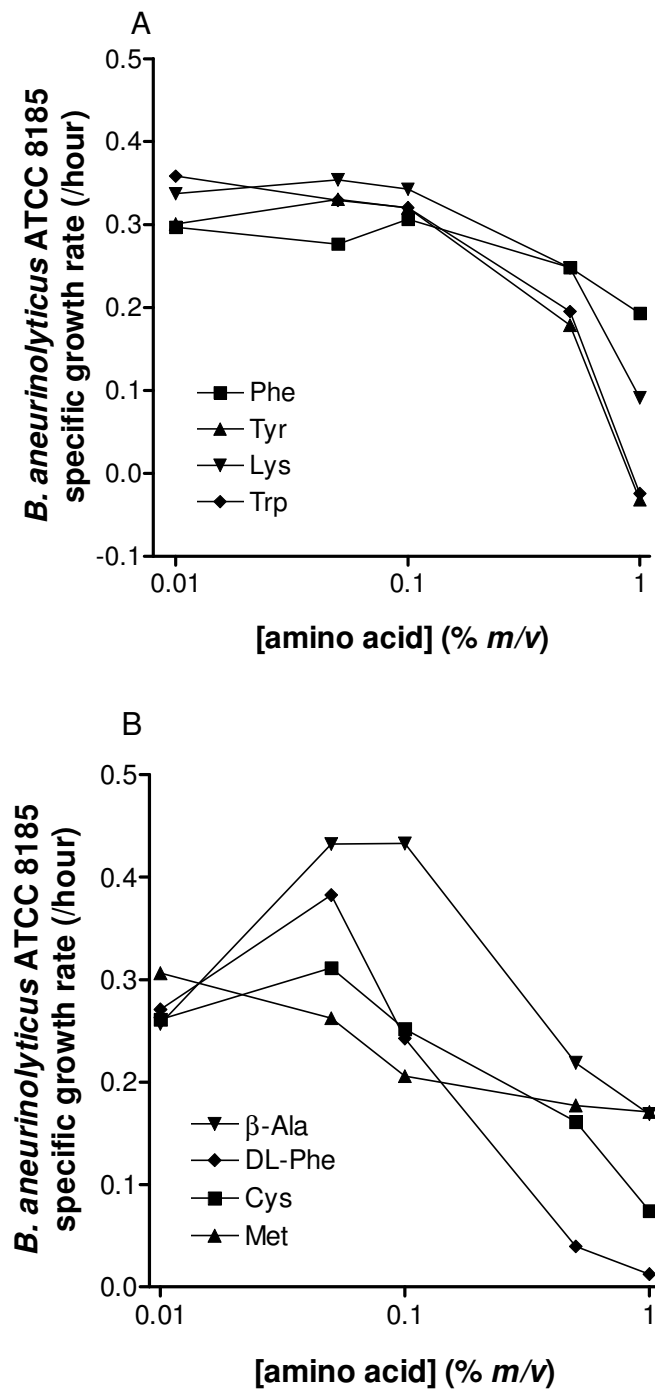 A
B. aneurinolyticus ATCC 8185
specific growth rate (/hour)
0.5
0.4
0.3
0.2
0.1
0.0
-0.1
Phe
Tyr
Lys
Trp
0.01
0.1
1
[amino acid] (% m/v)
B
B. aneurinolyticus ATCC 8185
specific growth rate (/hour)
0.5
0.4
0.3
0.2
0.1
0.0
β-Ala
DL-Phe
Cys
Met
0.01
0.1
1
[amino acid] (% m/v)